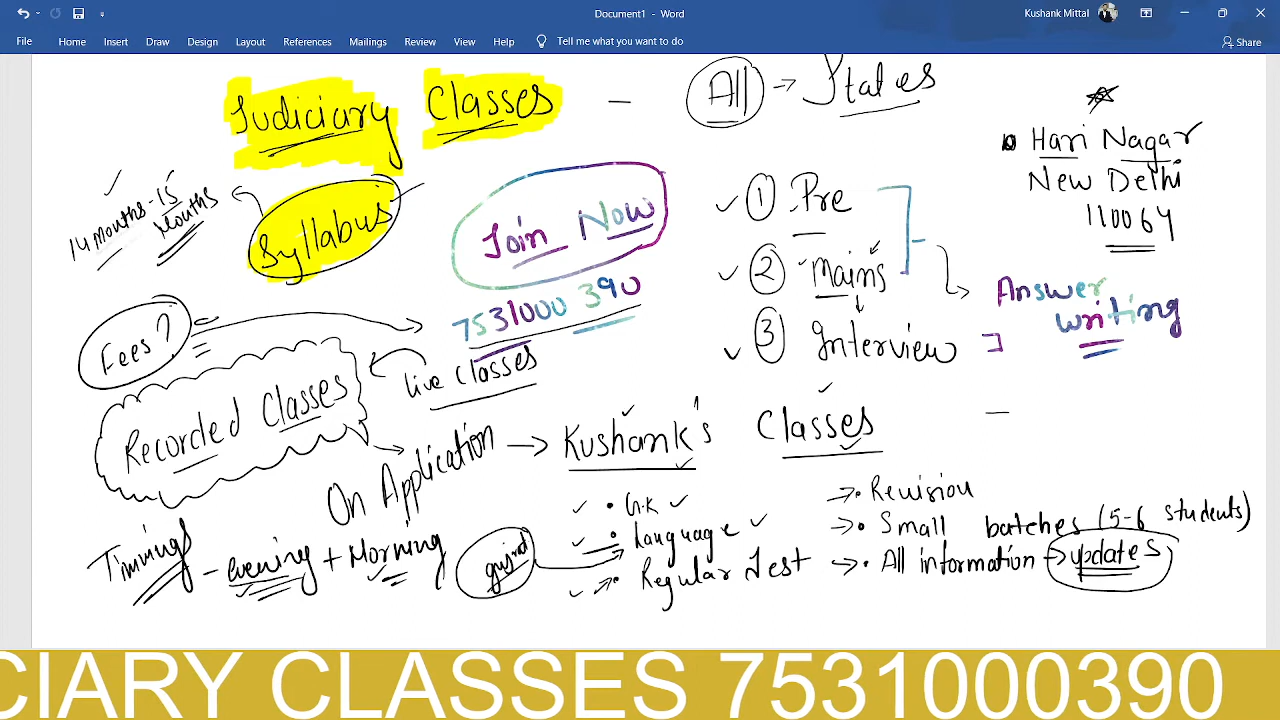 Document1 - Word
Kushank Mittal
File Home Insert Draw Design Layout References Mailings Review View Help Tell me what you want to do Share
Judiciary Classes - All → States
14 months - 15 months
Syllabus
Join Now
7531000 390
Fees?
Live Classes
Recorded Classes
On Application → Kushank's Classes -
Timings - evening + Morning
① Pre
② Mains
③ Interview
Answer
writing
Hari Nagar
New Delhi
110064
• G.K
• Language
gujrat
• Regular Test
→ • Revision
→ • Small batches (5-6 students)
→ • All information → updates
CIARY CLASSES 7531000390